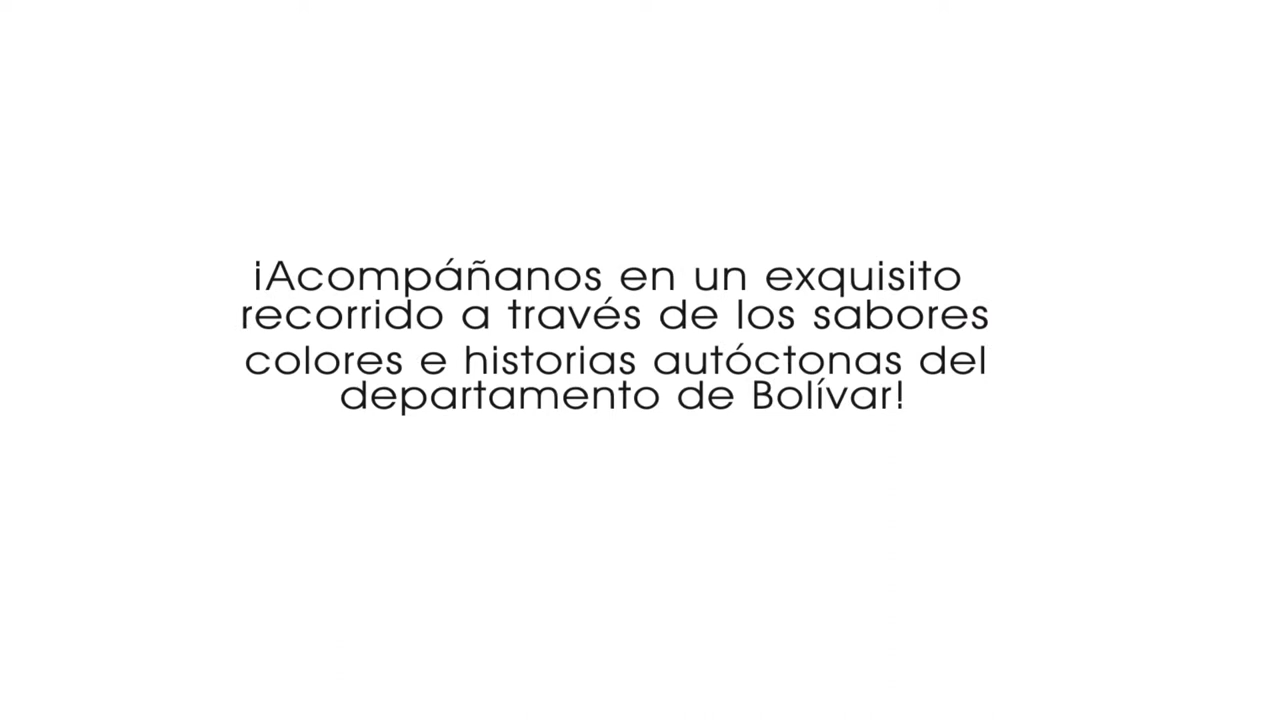 ¡Acompáñanos en un exquisito
recorrido a través de los sabores
colores e historias autóctonas del
departamento de Bolívar!